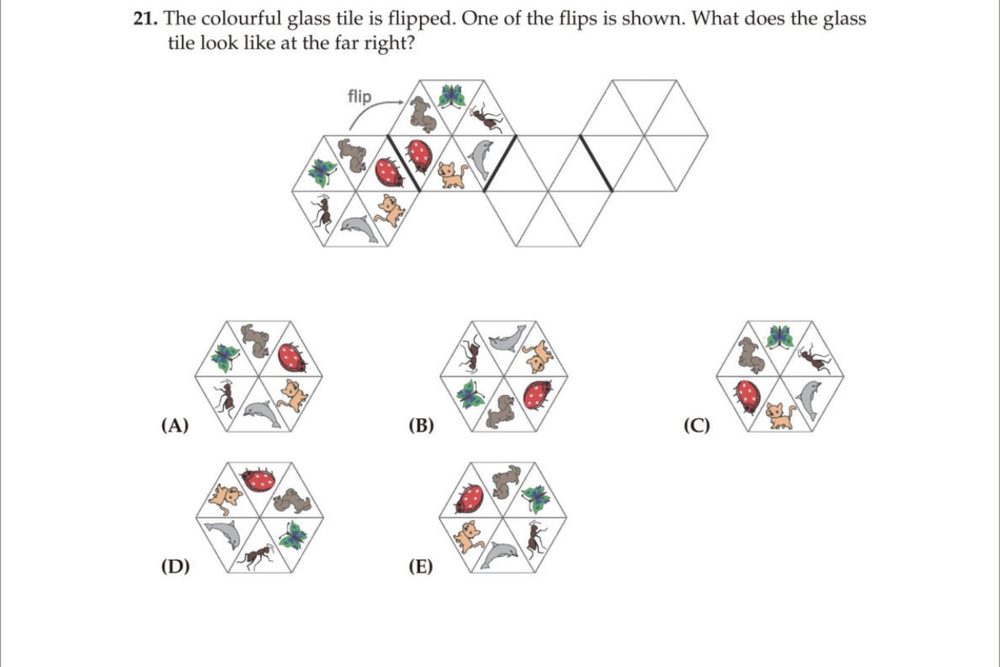 21. The colourful glass tile is flipped. One of the flips is shown. What does the glass
tile look like at the far right?
flip
(A)
(B)
(C)
(D)
(E)